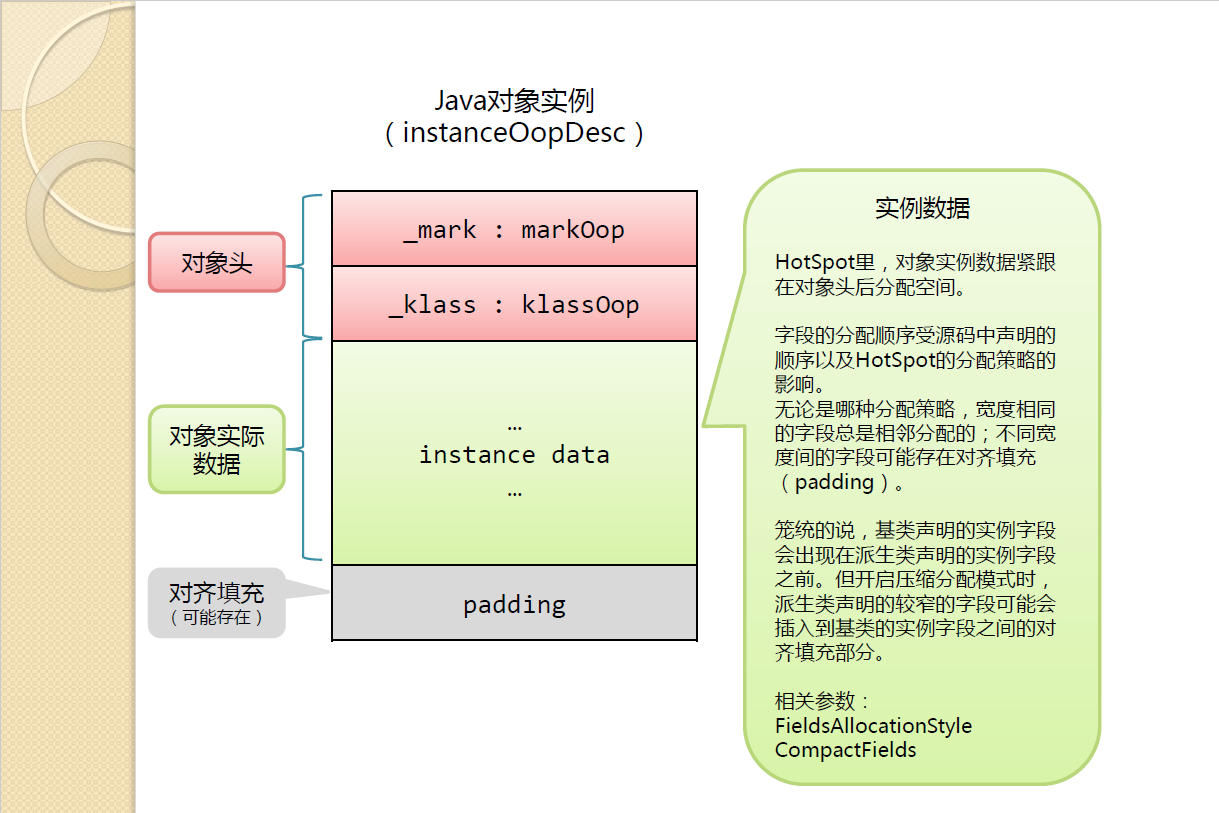 Java对象实例
（instanceOopDesc）
对象头
_mark : markOop
_klass : klassOop
对象实际
数据
…
instance data
…
对齐填充
（可能存在）
padding
实例数据
HotSpot里，对象实例数据紧跟
在对象头后分配空间。
字段的分配顺序受源码中声明的
顺序以及HotSpot的分配策略的
影响。
无论是哪种分配策略，宽度相同
的字段总是相邻分配的；不同宽
度间的字段可能存在对齐填充
（padding）。
笼统的说，基类声明的实例字段
会出现在派生类声明的实例字段
之前。但开启压缩分配模式时，
派生类声明的较窄的字段可能会
插入到基类的实例字段之间的对
齐填充部分。
相关参数：
FieldsAllocationStyle
CompactFields